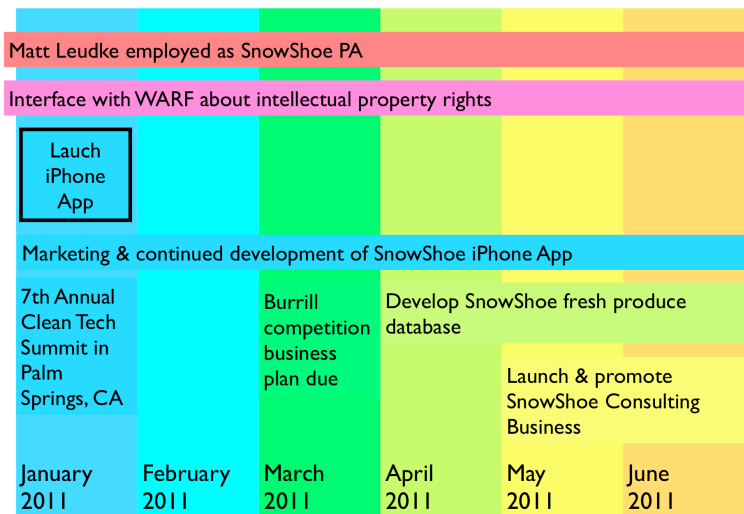 Matt Leudke employed as SnowShoe PA
Interface with WARF about intellectual property rights
Lauch
iPhone
App
Marketing & continued development of SnowShoe iPhone App
7th Annual
Clean Tech
Summit in
Palm
Springs, CA
Burrill
competition
business
plan due
Develop SnowShoe fresh produce
database
Launch & promote
SnowShoe Consulting
Business
January
2011
February
2011
March
2011
April
2011
May
2011
June
2011